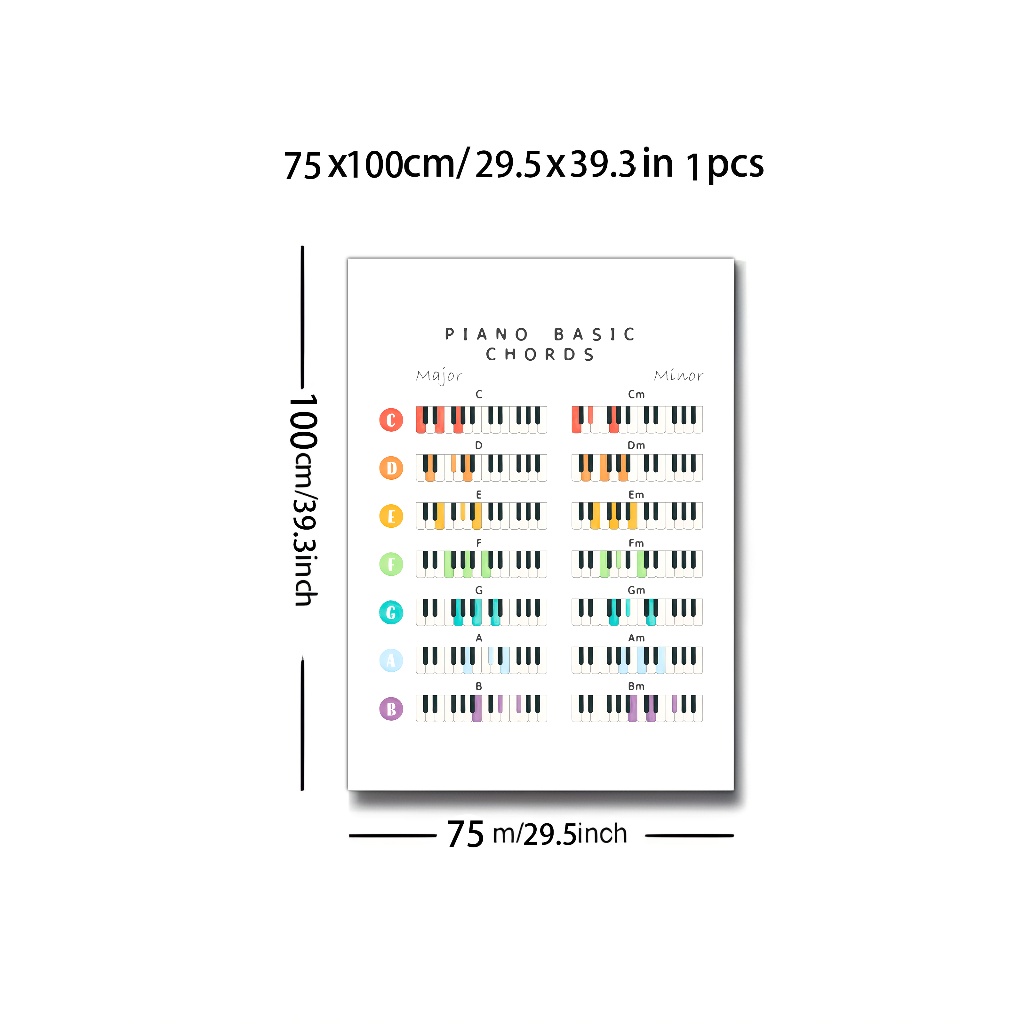 75x100cm/29.5x39.3in 1pcs
100cm/39.3inch
PIANO BASIC
CHORDS
Major Minor
C Cm
C
D Dm
D
E Em
E
F Fm
F
G Gm
G
A Am
A
B Bm
B
75 m/29.5inch